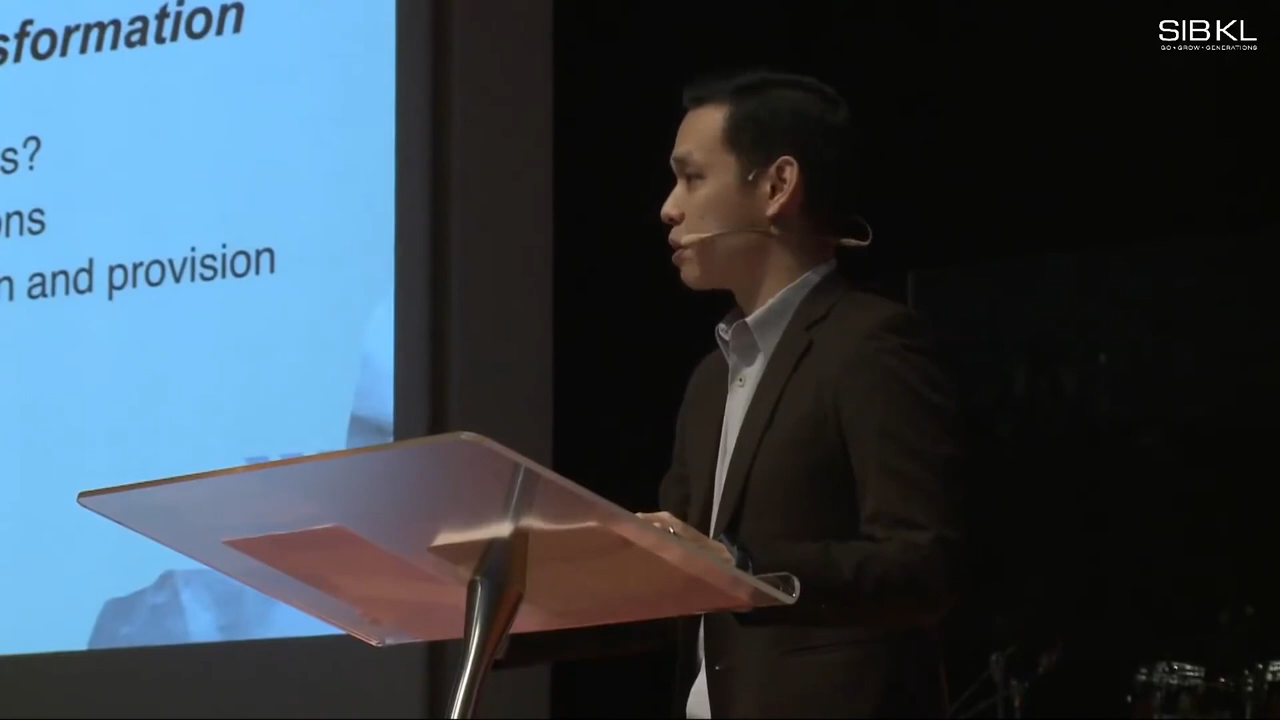 sformation
s?
ons
n and provision
SIBKL
GO • GROW • GENERATIONS